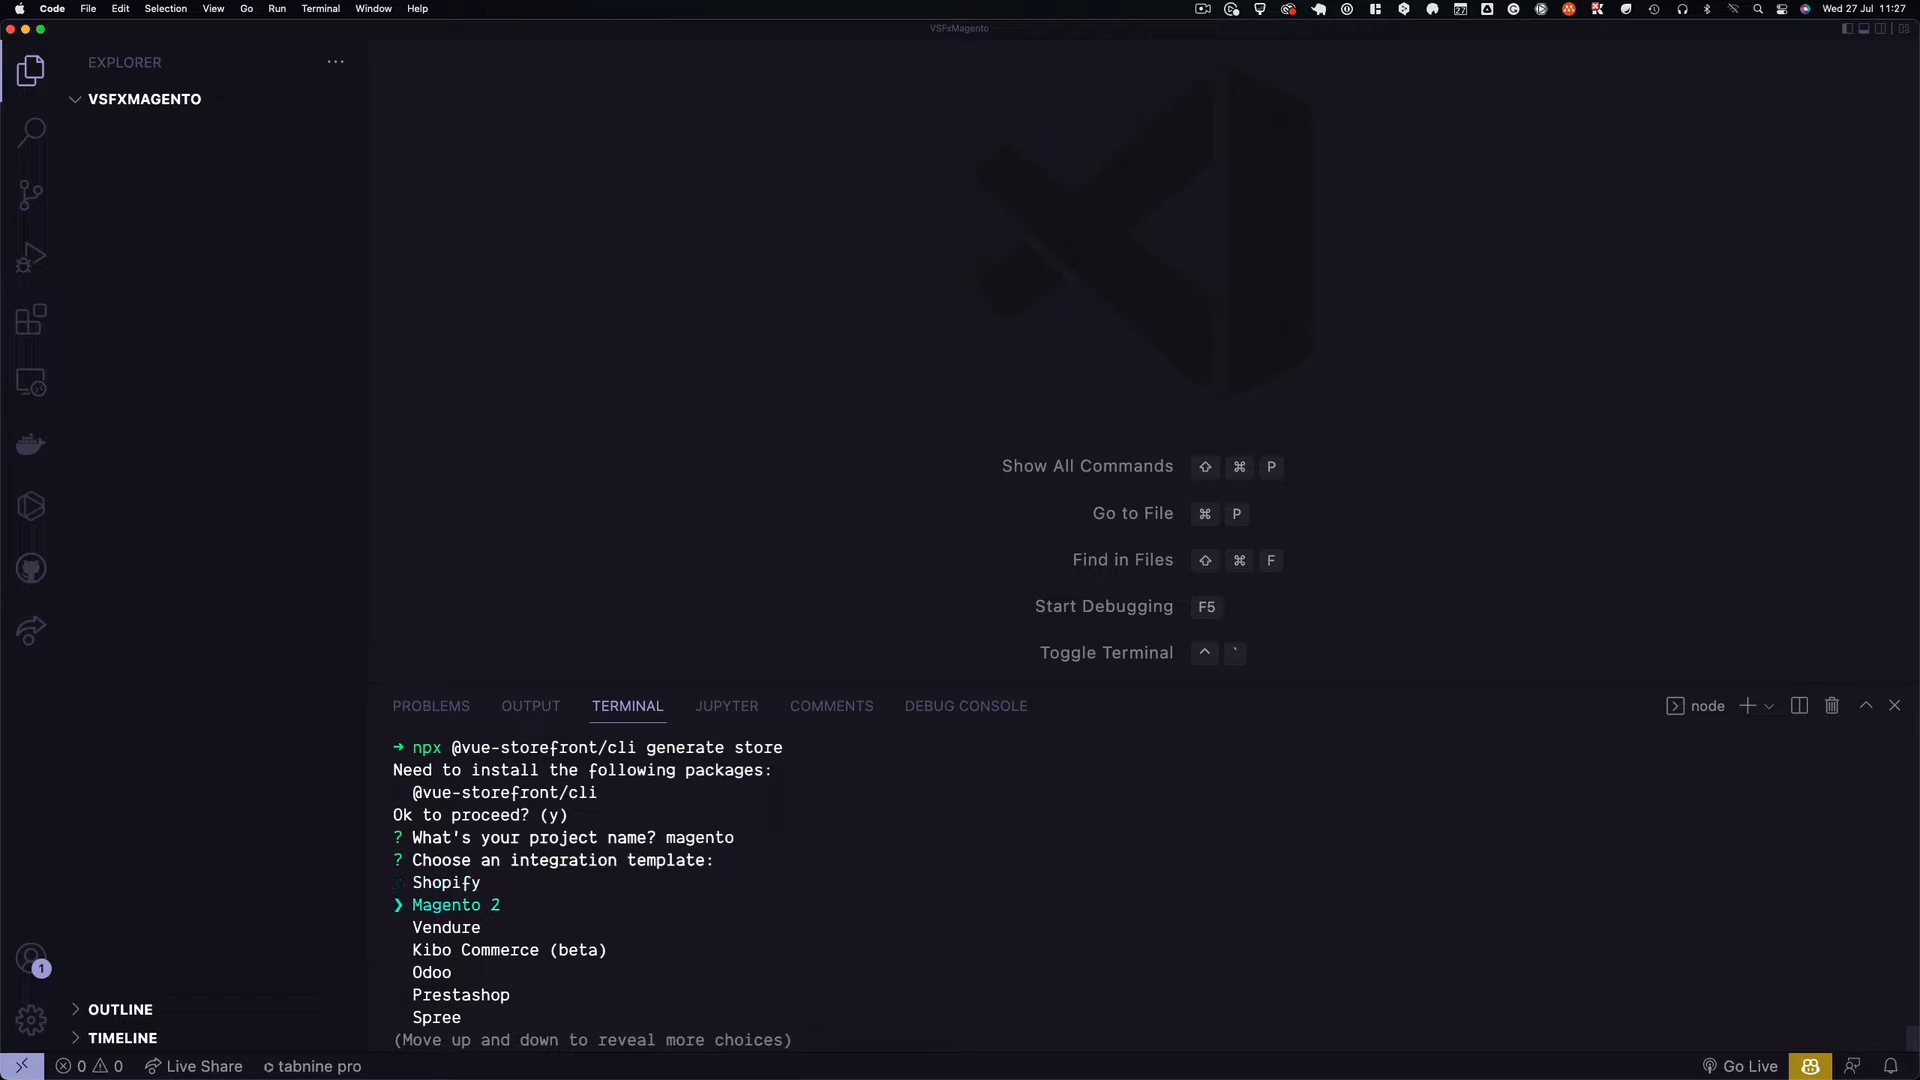 Code File Edit Selection View Go Run Terminal Window Help
Wed 27 Jul 11:27
VSFxMagento
EXPLORER
VSFXMAGENTO
Show All Commands ⇧ ⌘ P
Go to File ⌘ P
Find in Files ⇧ ⌘ F
Start Debugging F5
Toggle Terminal ^ `
PROBLEMS OUTPUT TERMINAL JUPYTER COMMENTS DEBUG CONSOLE
node
→ npx @vue-storefront/cli generate store
Need to install the following packages:
@vue-storefront/cli
Ok to proceed? (y)
? What's your project name? magento
? Choose an integration template:
Shopify
❯ Magento 2
Vendure
Kibo Commerce (beta)
Odoo
Prestashop
Spree
(Move up and down to reveal more choices)
1
OUTLINE
TIMELINE
0 0 Live Share tabnine pro
Go Live